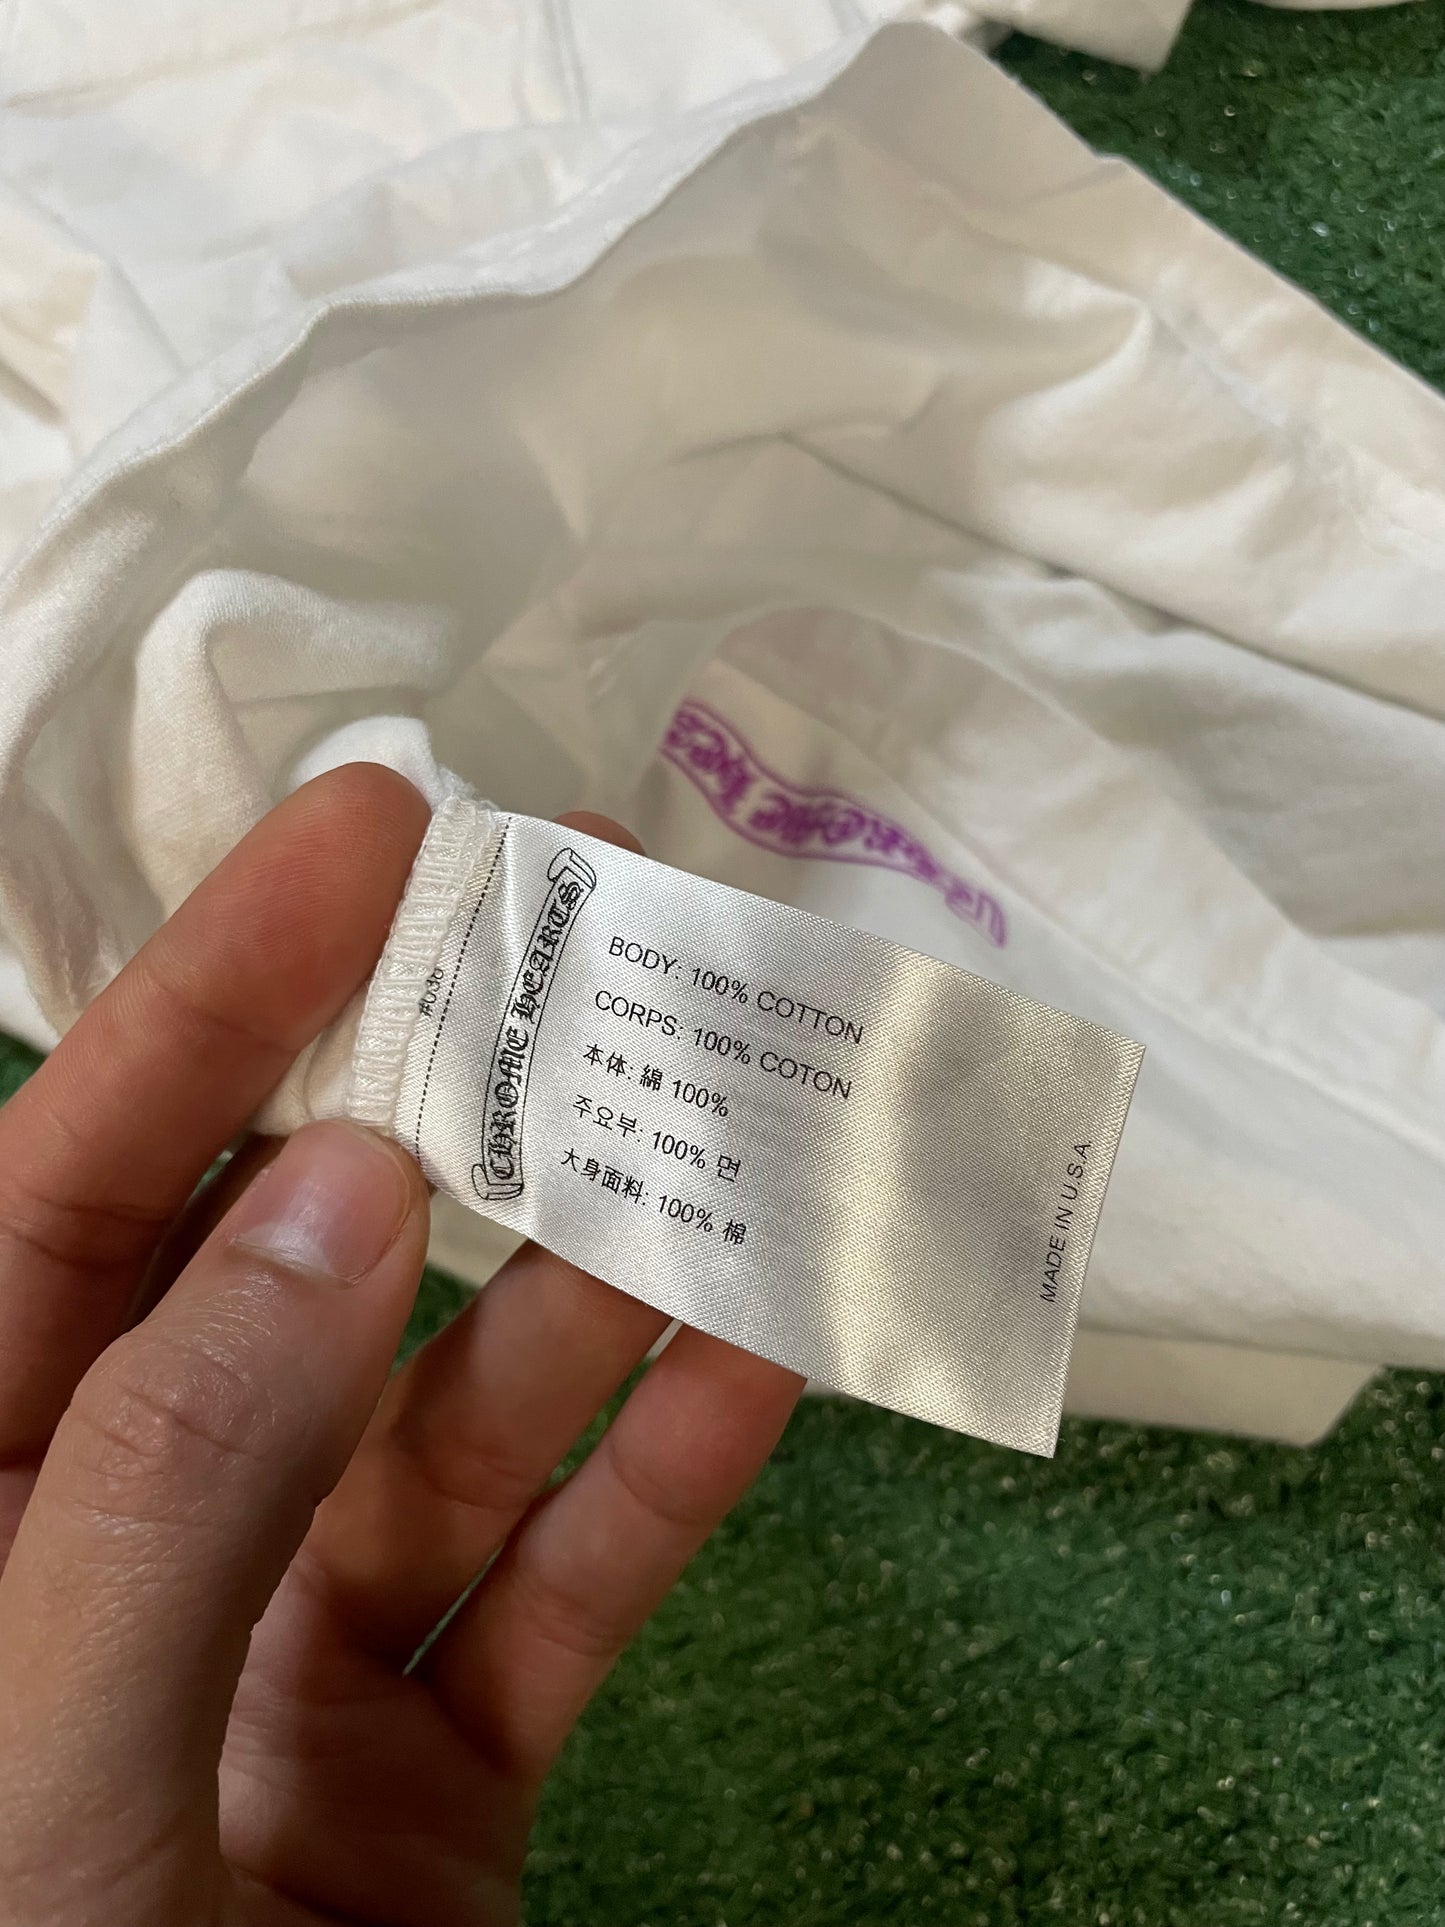 #038
CHROME HEARTS
BODY: 100% COTTON
CORPS: 100% COTON
本体: 綿 100%
주요부: 100% 면
大身面料: 100% 棉
MADE IN U.S.A